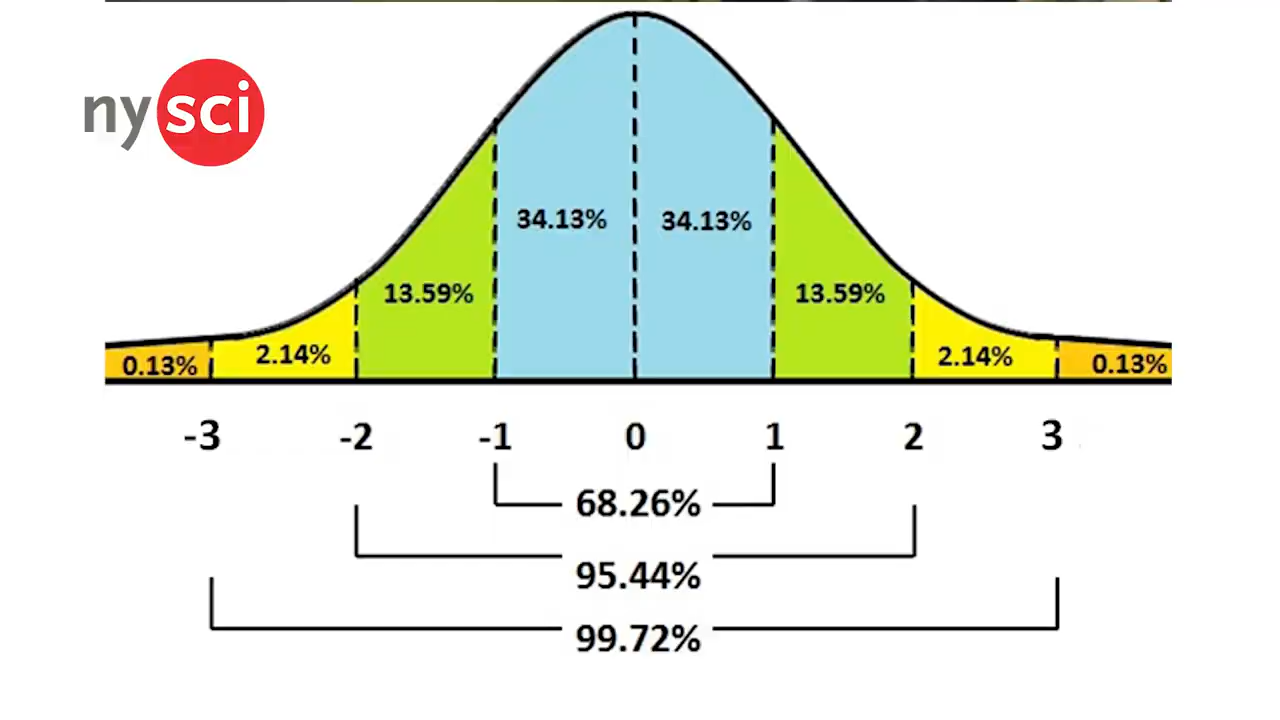 nysci
34.13% 34.13%
13.59% 13.59%
0.13% 2.14% 2.14% 0.13%
-3 -2 -1 0 1 2 3
68.26%
95.44%
99.72%